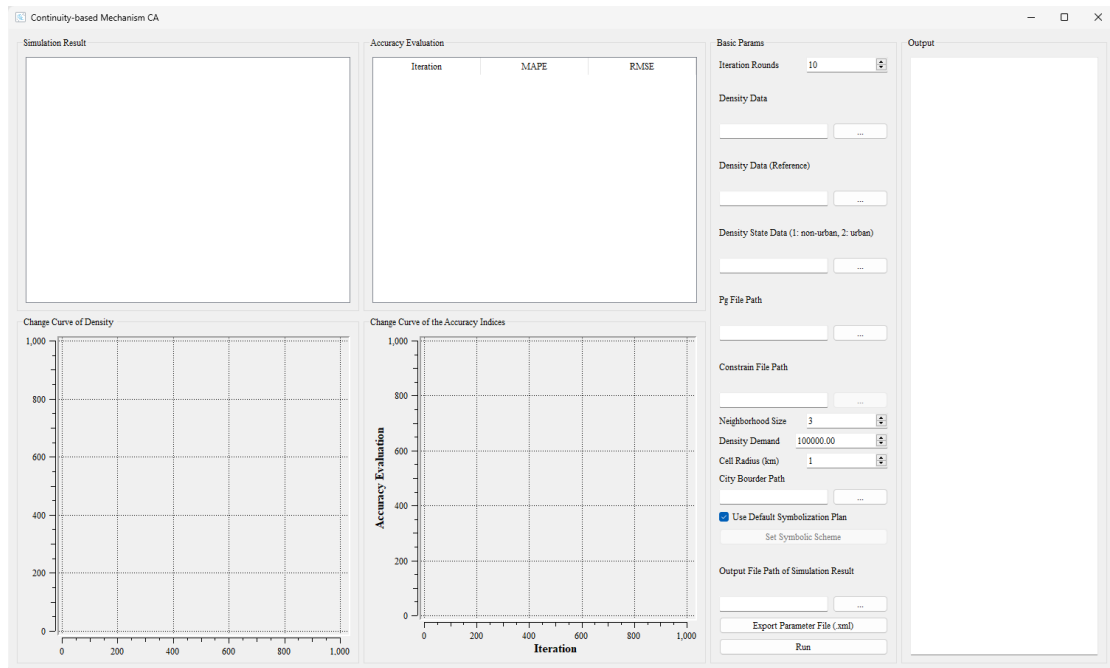 Continuity-based Mechanism CA
Simulation Result
Accuracy Evaluation
Iteration MAPE RMSE
Change Curve of Density
1,000
800
600
400
200
0
0 200 400 600 800 1,000
Change Curve of the Accuracy Indices
Accuracy Evaluation
1,000
800
600
400
200
0
0 200 400 600 800 1,000
Iteration
Basic Params
Iteration Rounds 10
Density Data
...
Density Data (Reference)
...
Density State Data (1: non-urban, 2: urban)
...
Pg File Path
...
Constrain File Path
...
Neighborhood Size 3
Density Demand 100000.00
Cell Radius (km) 1
City Bourder Path
...
Use Default Symbolization Plan
Set Symbolic Scheme
Output File Path of Simulation Result
...
Export Parameter File (.xml)
Run
Output